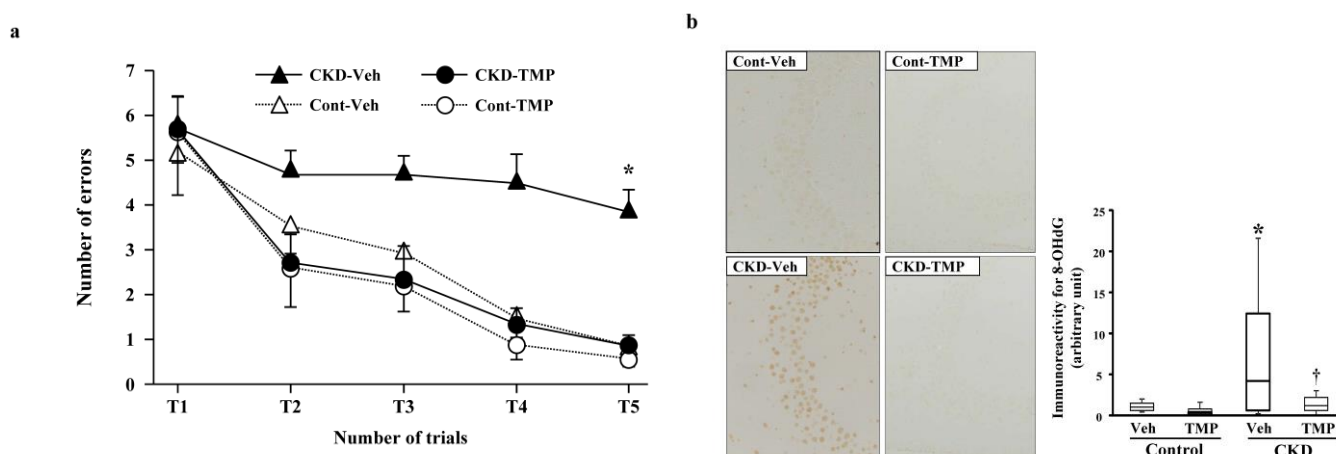 a
7
6
5
4
3
2
1
0
Number of errors
CKD-Veh
CKD-TMP
Cont-Veh
Cont-TMP
*
T1
T2
T3
T4
T5
Number of trials
b
Cont-Veh
Cont-TMP
CKD-Veh
CKD-TMP
Immunoreactivity for 8-OHdG
(arbitrary unit)
25
20
15
10
5
0
*
†
Veh
TMP
Veh
TMP
Control
CKD